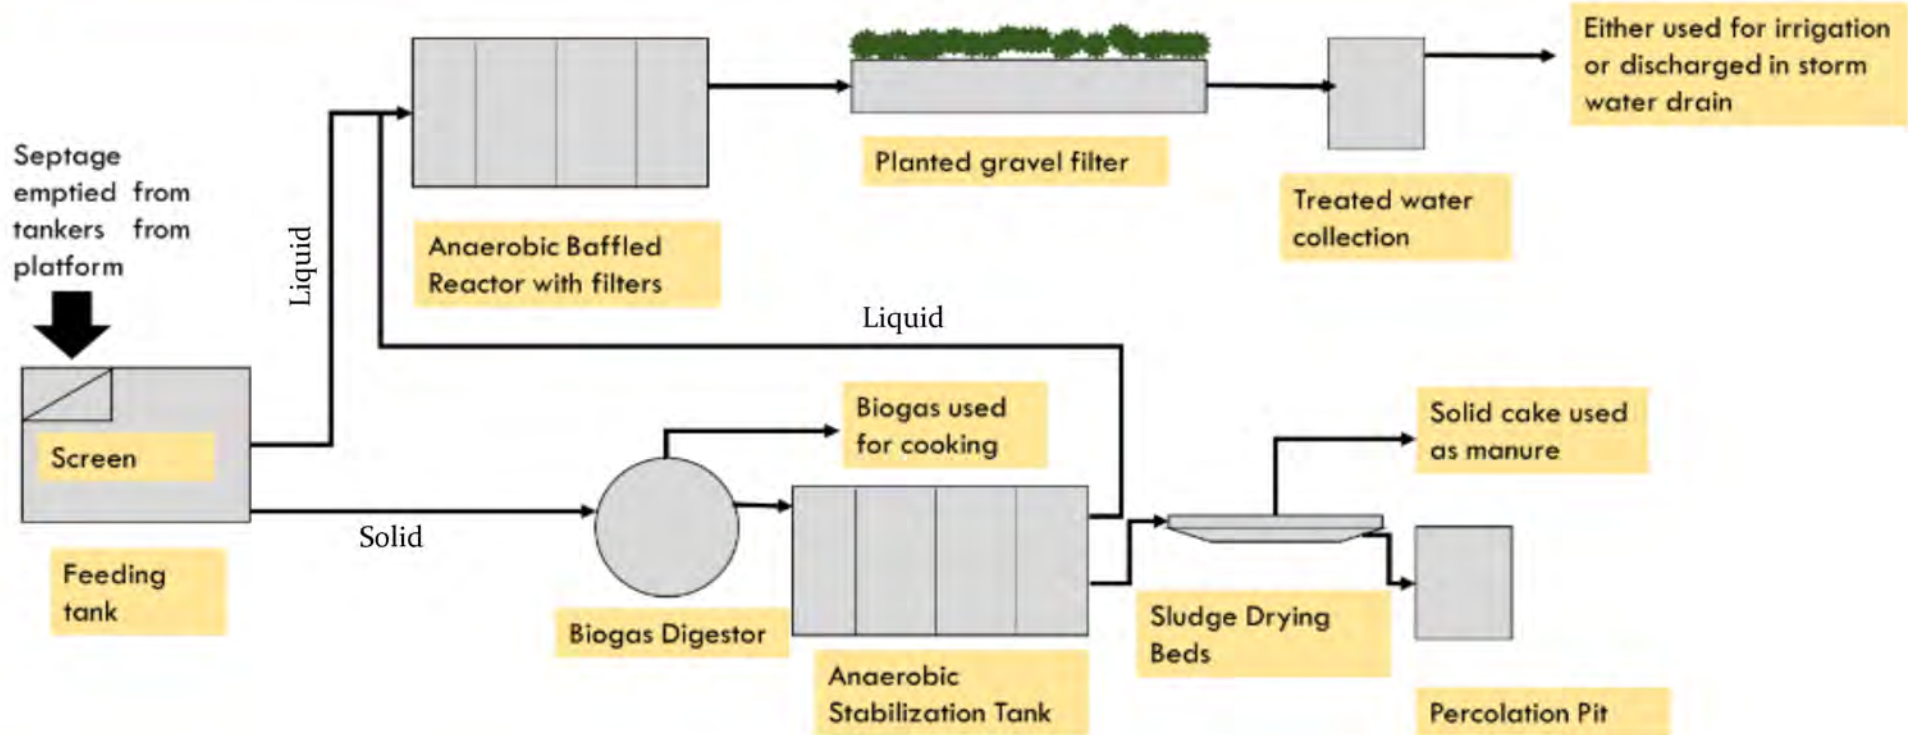 Septage
emptied from
tankers from
platform
Screen
Feeding
tank
Liquid
Solid
Anaerobic Baffled
Reactor with filters
Planted gravel filter
Treated water
collection
Either used for irrigation
or discharged in storm
water drain
Liquid
Biogas used
for cooking
Biogas Digestor
Anaerobic
Stabilization Tank
Solid cake used
as manure
Sludge Drying
Beds
Percolation Pit